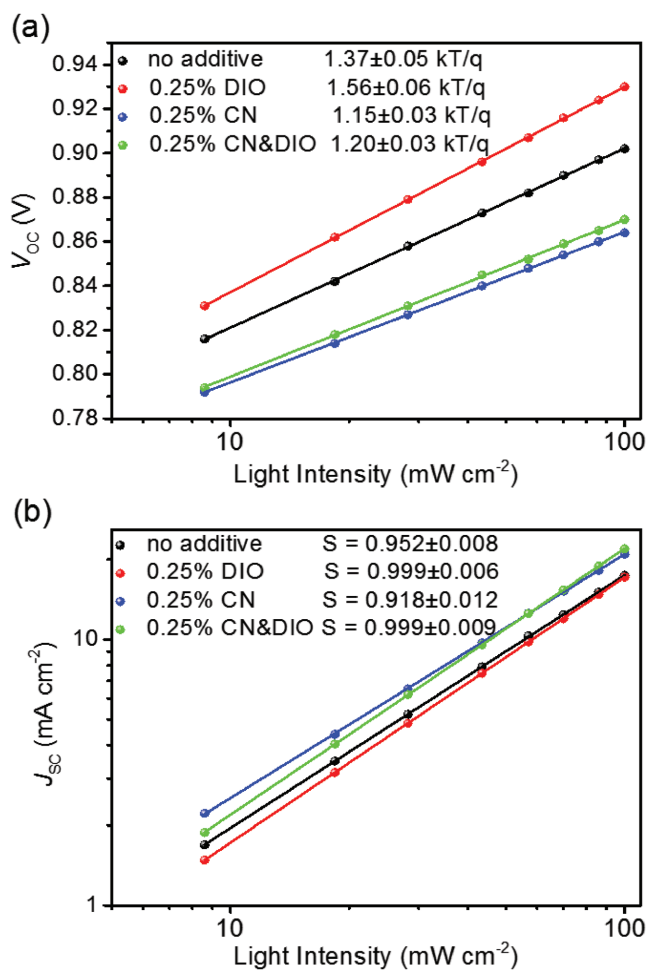 (a)
no additive 1.37±0.05 kT/q
0.25% DIO 1.56±0.06 kT/q
0.25% CN 1.15±0.03 kT/q
0.25% CN&DIO 1.20±0.03 kT/q
0.94
0.92
0.90
0.88
0.86
0.84
0.82
0.80
0.78
V_OC (V)
10 100
Light Intensity (mW cm⁻²)
(b)
no additive S = 0.952±0.008
0.25% DIO S = 0.999±0.006
0.25% CN S = 0.918±0.012
0.25% CN&DIO S = 0.999±0.009
10
1
J_SC (mA cm⁻²)
10 100
Light Intensity (mW cm⁻²)